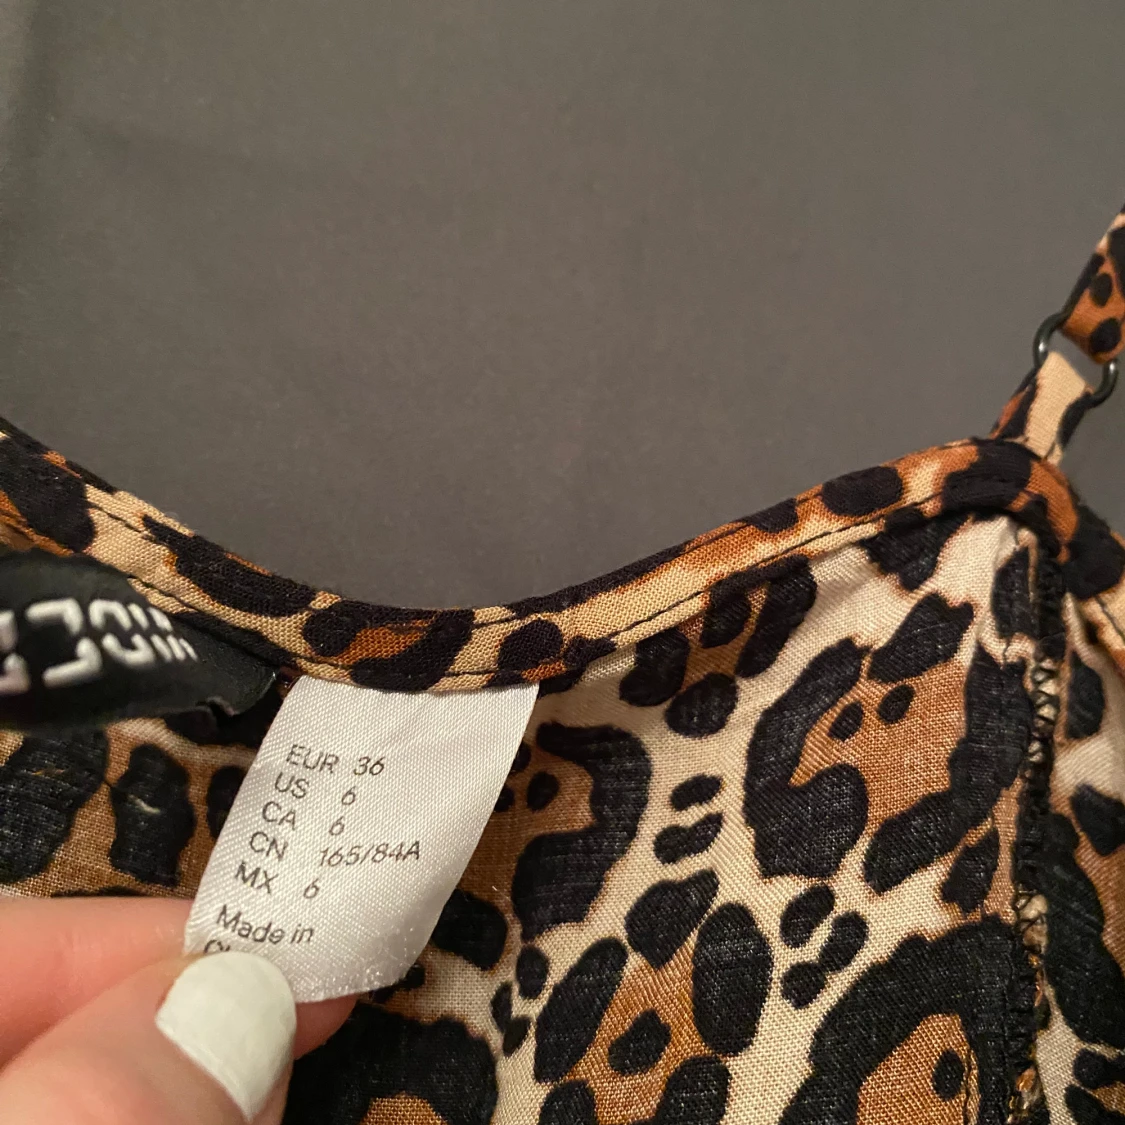 EUR 36
US 6
CA 6
CN 165/84A
MX 6
Made in